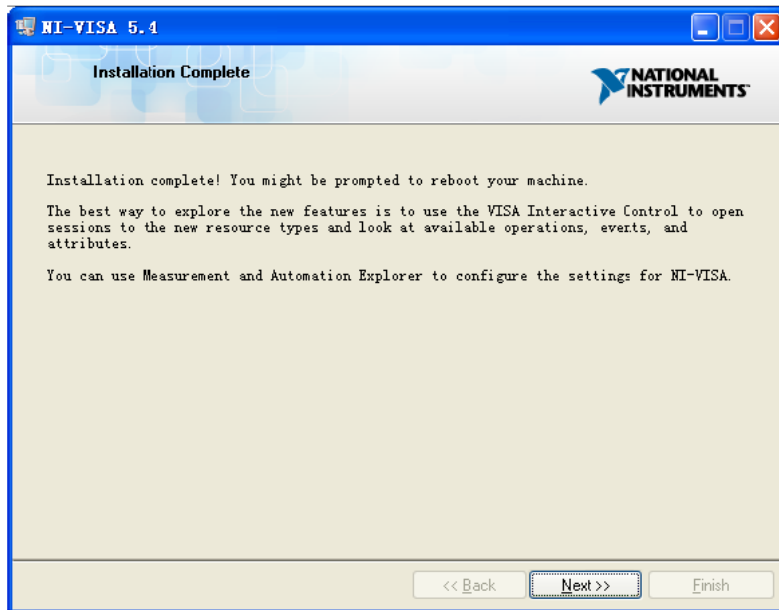 NI-VISA 5.4
Installation Complete
NATIONAL
INSTRUMENTS™
Installation complete! You might be prompted to reboot your machine.
The best way to explore the new features is to use the VISA Interactive Control to open
sessions to the new resource types and look at available operations, events, and
attributes.
You can use Measurement and Automation Explorer to configure the settings for NI-VISA.
<< Back
Next >>
Finish